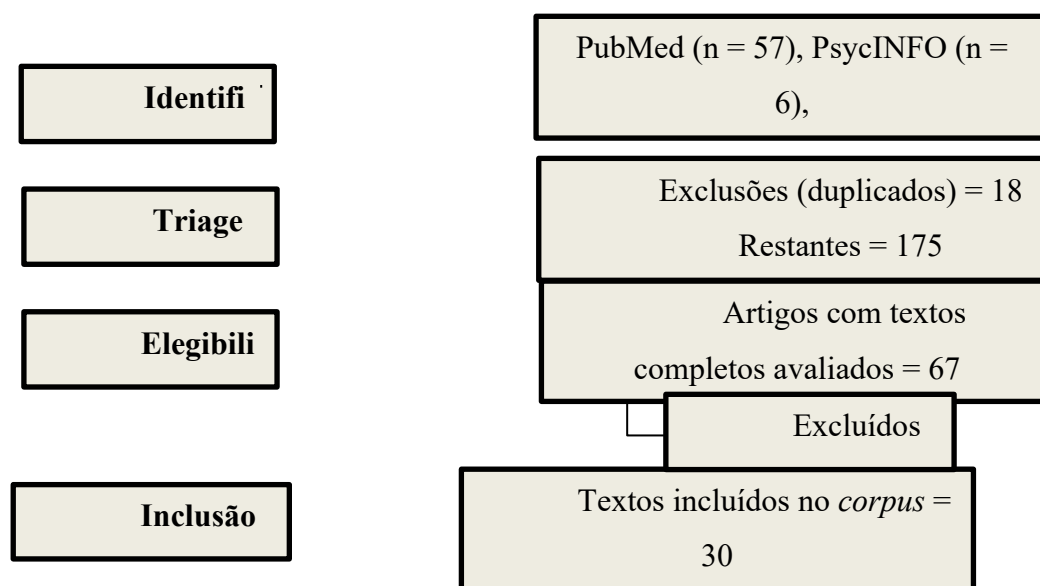 Identifi
PubMed (n = 57), PsycINFO (n =
6),
Triage
Exclusões (duplicados) = 18
Restantes = 175
Elegibili
Artigos com textos
completos avaliados = 67
Excluídos
Inclusão
Textos incluídos no corpus =
30